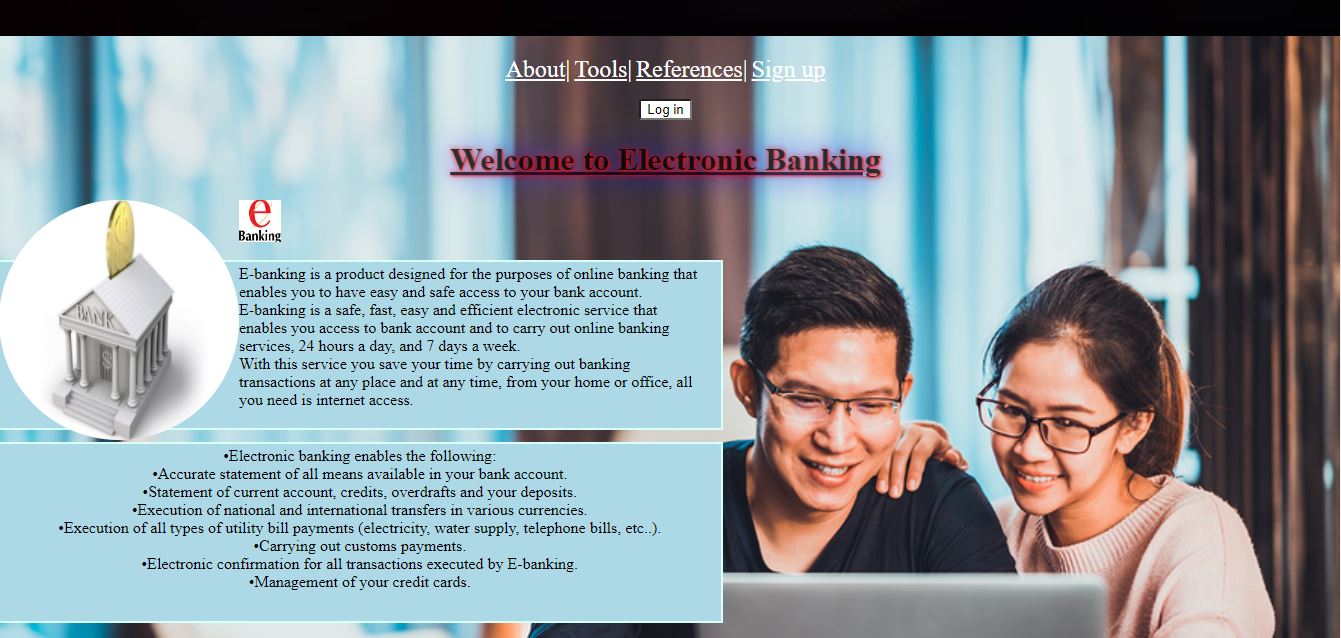 About| Tools| References| Sign up
Log in
Welcome to Electronic Banking
e
Banking
BANK
E-banking is a product designed for the purposes of online banking that
enables you to have easy and safe access to your bank account.
E-banking is a safe, fast, easy and efficient electronic service that
enables you access to bank account and to carry out online banking
services, 24 hours a day, and 7 days a week.
With this service you save your time by carrying out banking
transactions at any place and at any time, from your home or office, all
you need is internet access.
•Electronic banking enables the following:
•Accurate statement of all means available in your bank account.
•Statement of current account, credits, overdrafts and your deposits.
•Execution of national and international transfers in various currencies.
•Execution of all types of utility bill payments (electricity, water supply, telephone bills, etc..).
•Carrying out customs payments.
•Electronic confirmation for all transactions executed by E-banking.
•Management of your credit cards.